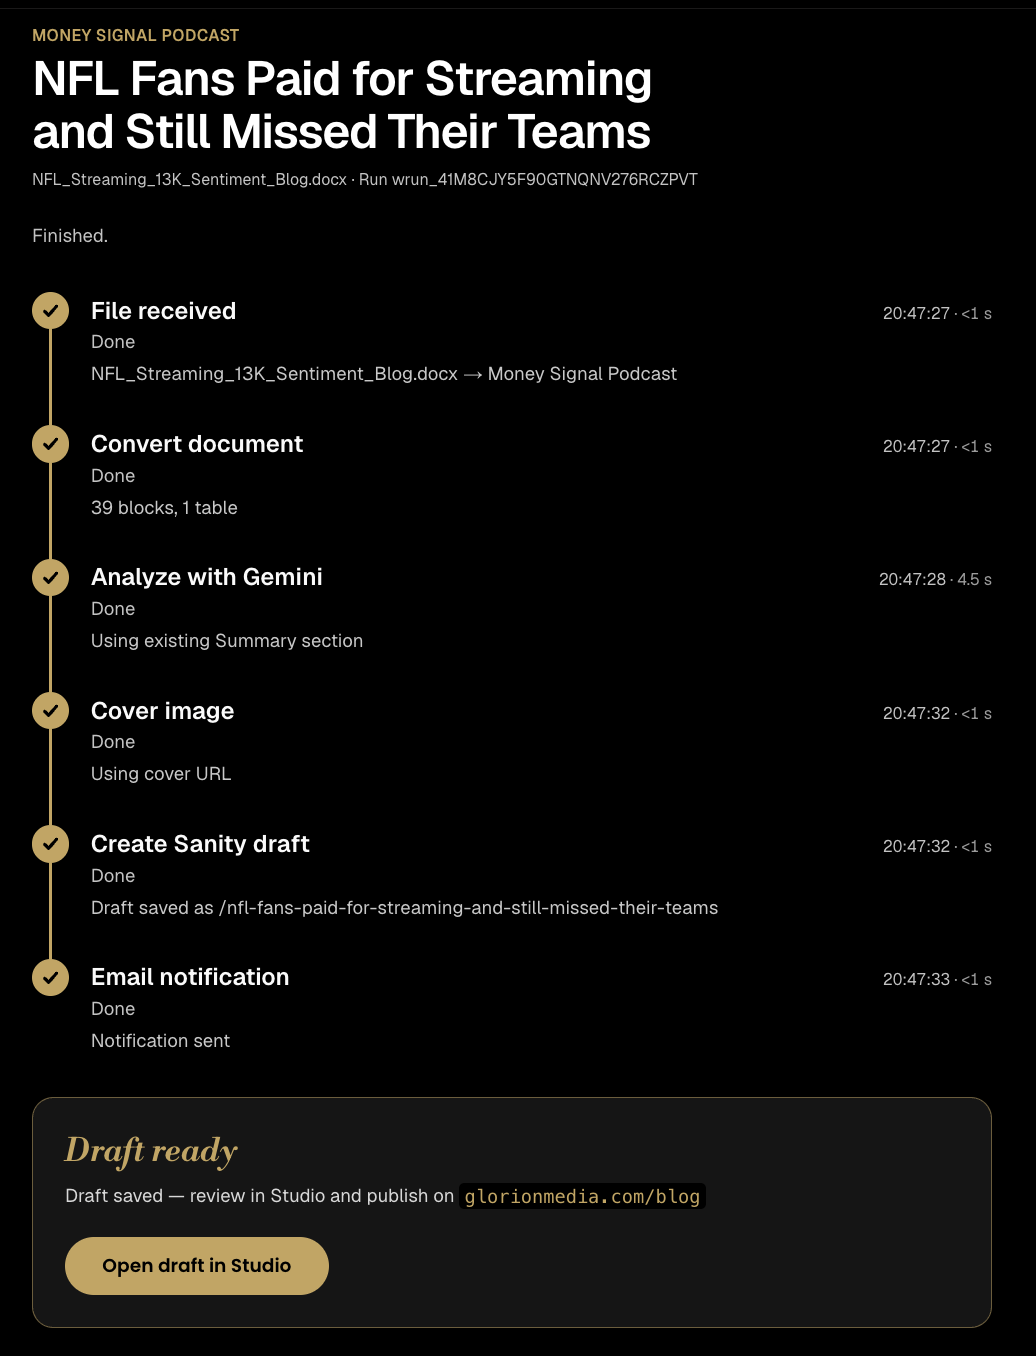 MONEY SIGNAL PODCAST
NFL Fans Paid for Streaming
and Still Missed Their Teams
NFL_Streaming_13K_Sentiment_Blog.docx · Run wrun_41M8CJY5F90GTNQNV276RCZPVT
Finished.
File received 20:47:27 · <1 s
Done
NFL_Streaming_13K_Sentiment_Blog.docx → Money Signal Podcast
Convert document 20:47:27 · <1 s
Done
39 blocks, 1 table
Analyze with Gemini 20:47:28 · 4.5 s
Done
Using existing Summary section
Cover image 20:47:32 · <1 s
Done
Using cover URL
Create Sanity draft 20:47:32 · <1 s
Done
Draft saved as /nfl-fans-paid-for-streaming-and-still-missed-their-teams
Email notification 20:47:33 · <1 s
Done
Notification sent
Draft ready
Draft saved — review in Studio and publish on glorionmedia.com/blog
Open draft in Studio